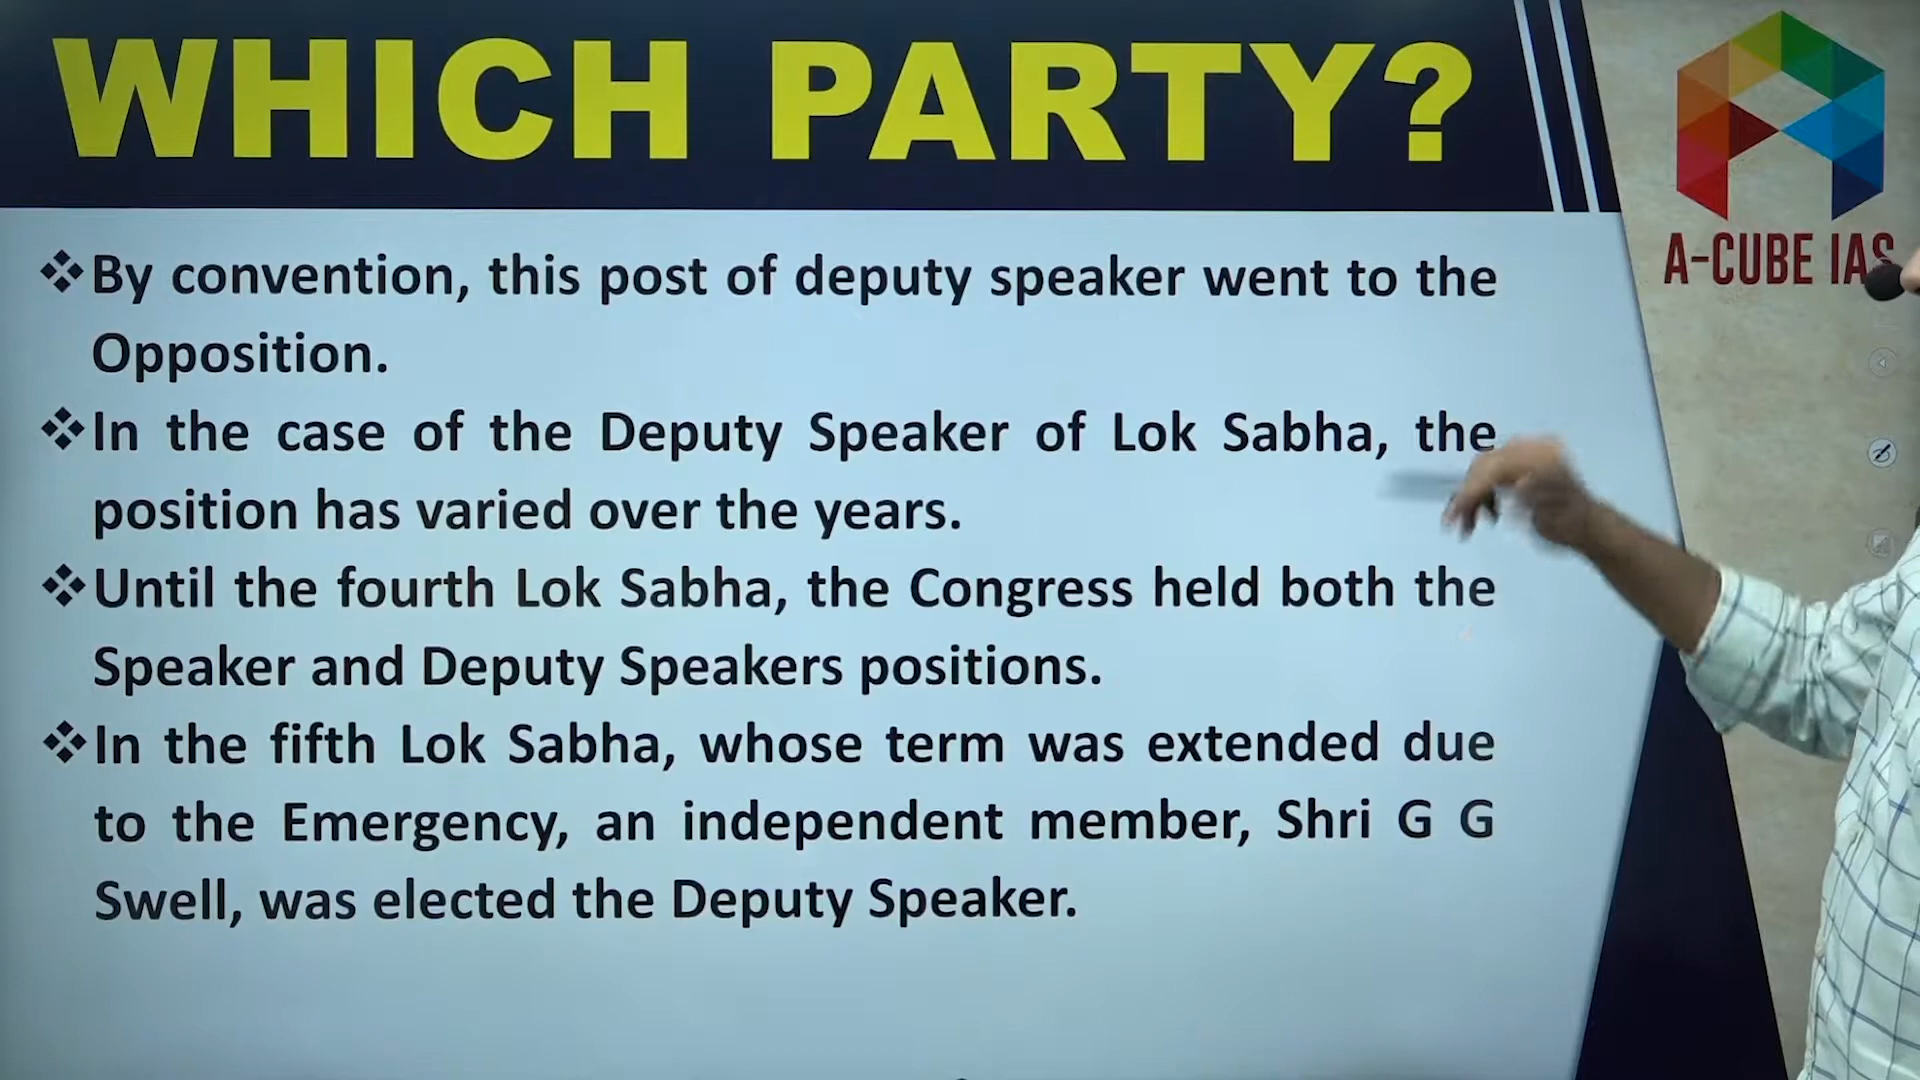 WHICH PARTY?
A-CUBE IAS
❖By convention, this post of deputy speaker went to the
Opposition.
❖In the case of the Deputy Speaker of Lok Sabha, the
position has varied over the years.
❖Until the fourth Lok Sabha, the Congress held both the
Speaker and Deputy Speakers positions.
❖In the fifth Lok Sabha, whose term was extended due
to the Emergency, an independent member, Shri G G
Swell, was elected the Deputy Speaker.